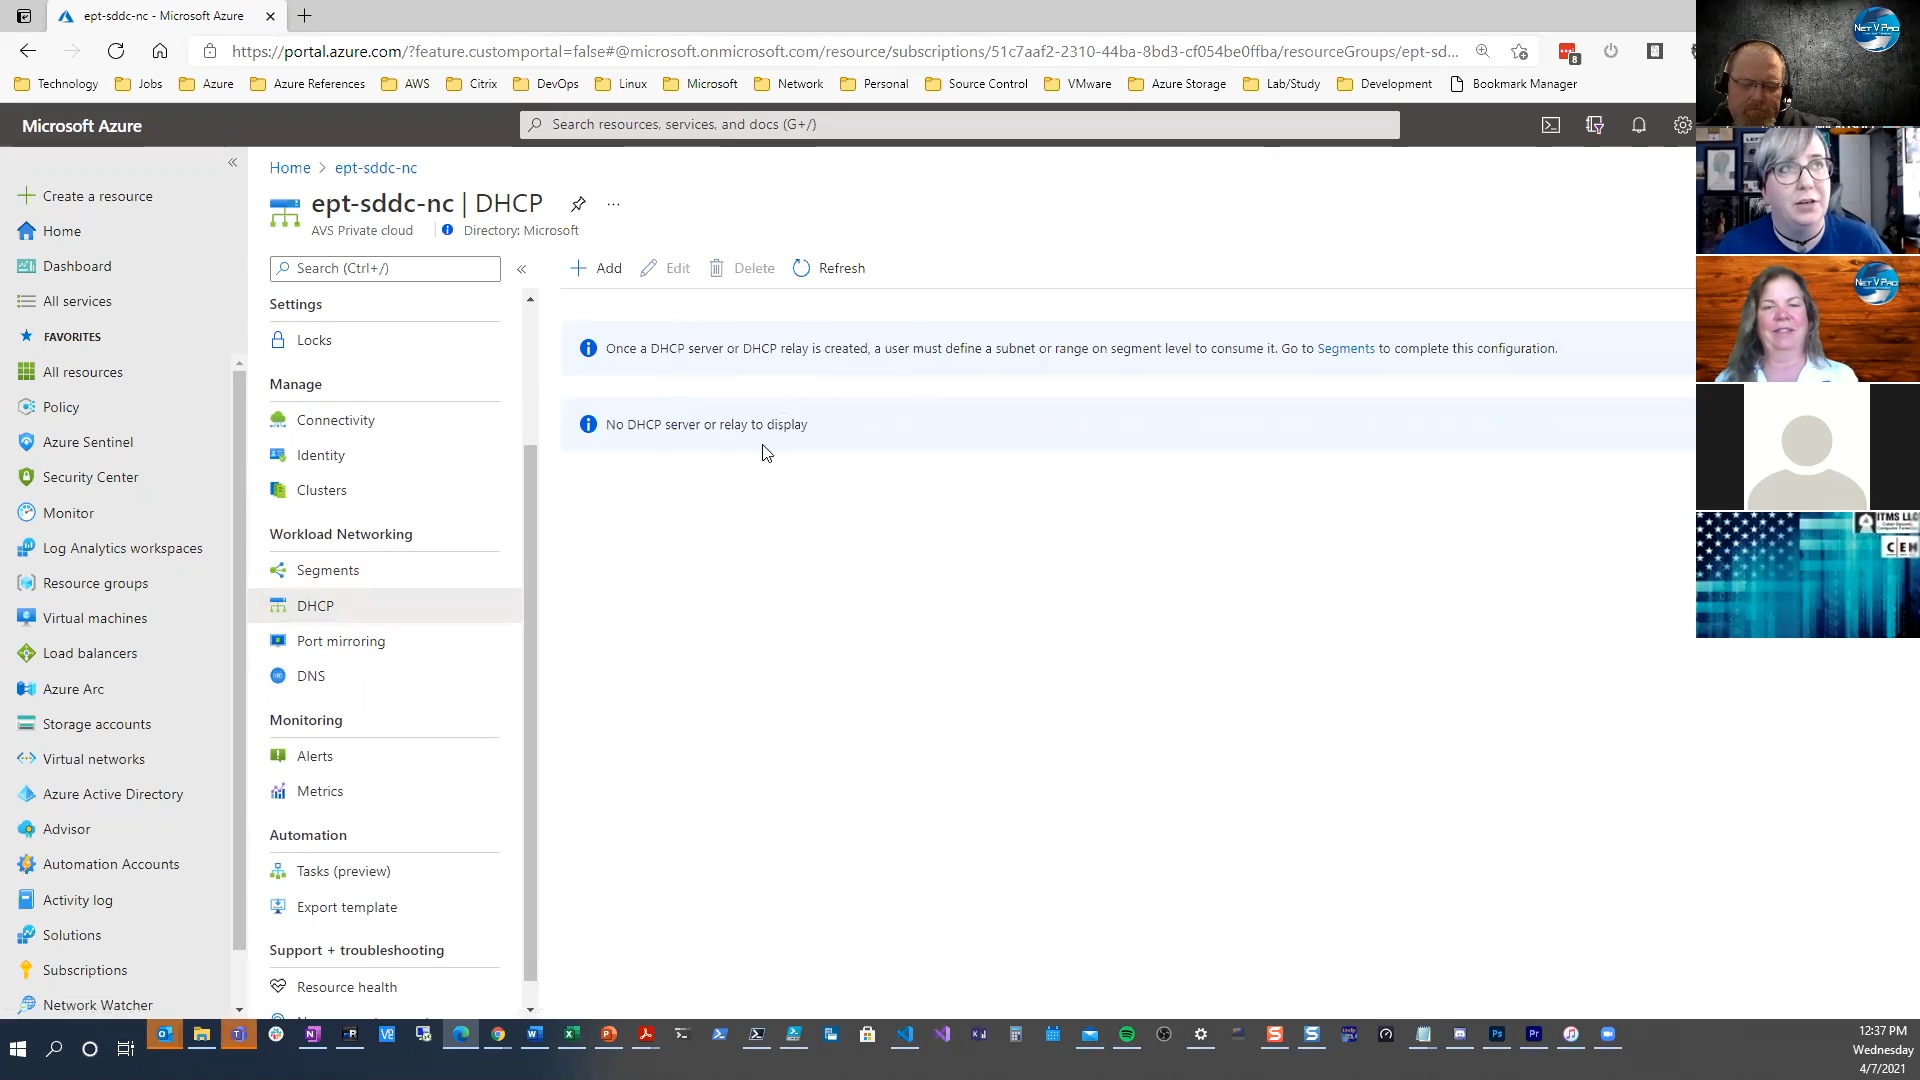 ept-sddc-nc - Microsoft Azure
https://portal.azure.com/?feature.customportal=false#@microsoft.onmicrosoft.com/resource/subscriptions/51c7aaf2-2310-44ba-8bd3-cf054be0ffba/resourceGroups/ept-sd...
8
Technology
Jobs
Azure
Azure References
AWS
Citrix
DevOps
Linux
Microsoft
Network
Personal
Source Control
VMware
Azure Storage
Lab/Study
Development
Bookmark Manager
Microsoft Azure
Search resources, services, and docs (G+/)
Create a resource
Home
Dashboard
All services
FAVORITES
All resources
Policy
Azure Sentinel
Security Center
Monitor
Log Analytics workspaces
Resource groups
Virtual machines
Load balancers
Azure Arc
Storage accounts
Virtual networks
Azure Active Directory
Advisor
Automation Accounts
Activity log
Solutions
Subscriptions
Network Watcher
Home > ept-sddc-nc
ept-sddc-nc | DHCP
AVS Private cloud
Directory: Microsoft
Search (Ctrl+/)
Settings
Locks
Manage
Connectivity
Identity
Clusters
Workload Networking
Segments
DHCP
Port mirroring
DNS
Monitoring
Alerts
Metrics
Automation
Tasks (preview)
Export template
Support + troubleshooting
Resource health
Add
Edit
Delete
Refresh
Once a DHCP server or DHCP relay is created, a user must define a subnet or range on segment level to consume it. Go to Segments to complete this configuration.
No DHCP server or relay to display
NET V PRO
NET V PRO
ITMS LLC
C|EH
12:37 PM
Wednesday
4/7/2021